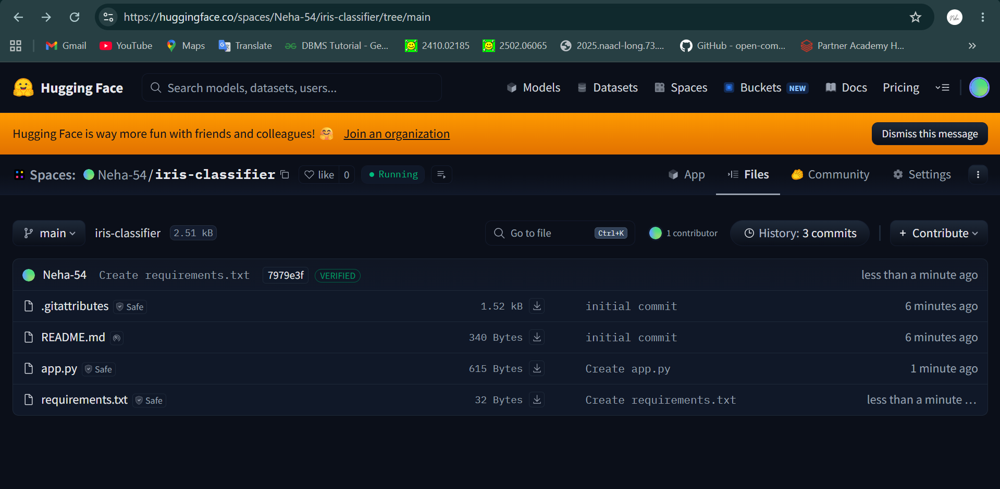 https://huggingface.co/spaces/Neha-54/iris-classifier/tree/main
Gmail YouTube Maps Translate DBMS Tutorial - Ge... 2410.02185 2502.06065 2025.naacl-long.73.... GitHub - open-com... Partner Academy H...
Hugging Face Search models, datasets, users... Models Datasets Spaces Buckets NEW Docs Pricing
Hugging Face is way more fun with friends and colleagues! 🤗 Join an organization Dismiss this message
Spaces: Neha-54/iris-classifier like 0 Running App Files Community Settings
main iris-classifier 2.51 kB Go to file Ctrl+K 1 contributor History: 3 commits + Contribute
Neha-54 Create requirements.txt 7979e3f VERIFIED less than a minute ago
.gitattributes Safe 1.52 kB initial commit 6 minutes ago
README.md 340 Bytes initial commit 6 minutes ago
app.py Safe 615 Bytes Create app.py 1 minute ago
requirements.txt Safe 32 Bytes Create requirements.txt less than a minute ...